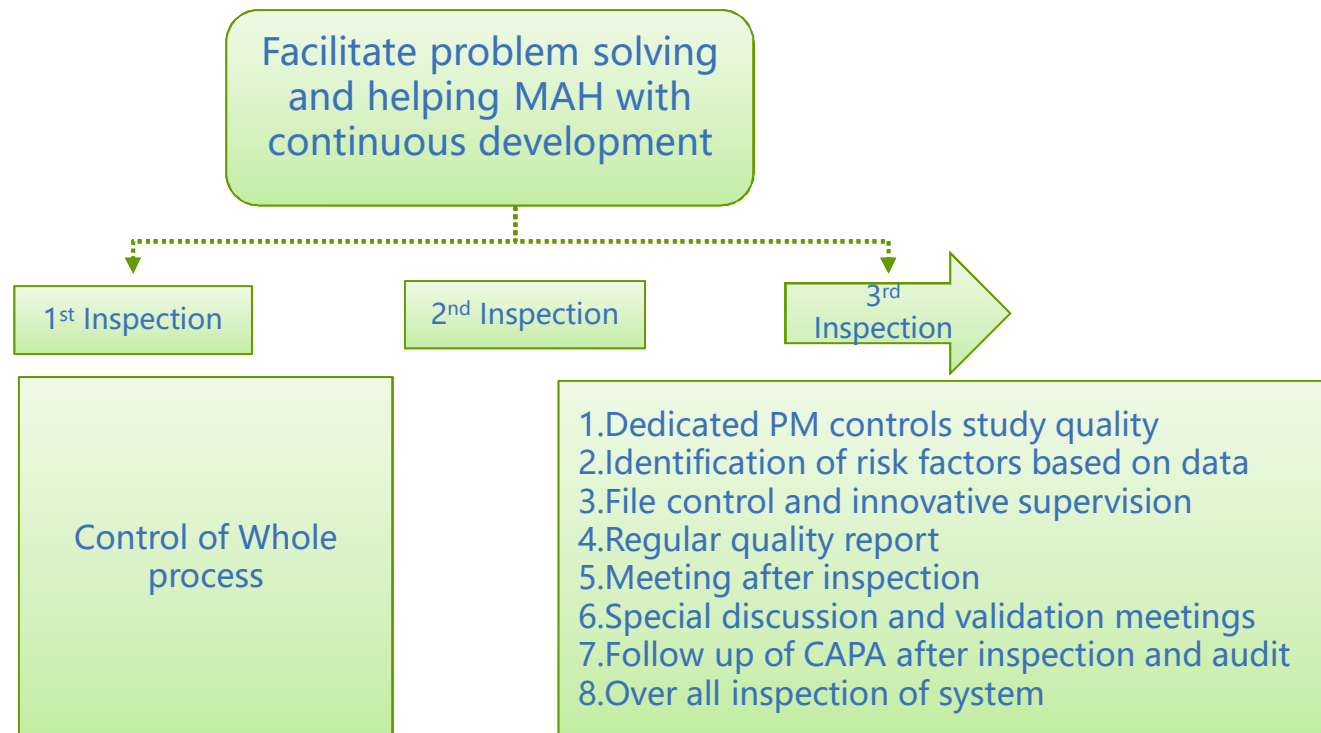 Facilitate problem solving
and helping MAH with
continuous development
1st Inspection
2nd Inspection
3rd
Inspection
Control of Whole
process
1.Dedicated PM controls study quality
2.Identification of risk factors based on data
3.File control and innovative supervision
4.Regular quality report
5.Meeting after inspection
6.Special discussion and validation meetings
7.Follow up of CAPA after inspection and audit
8.Over all inspection of system